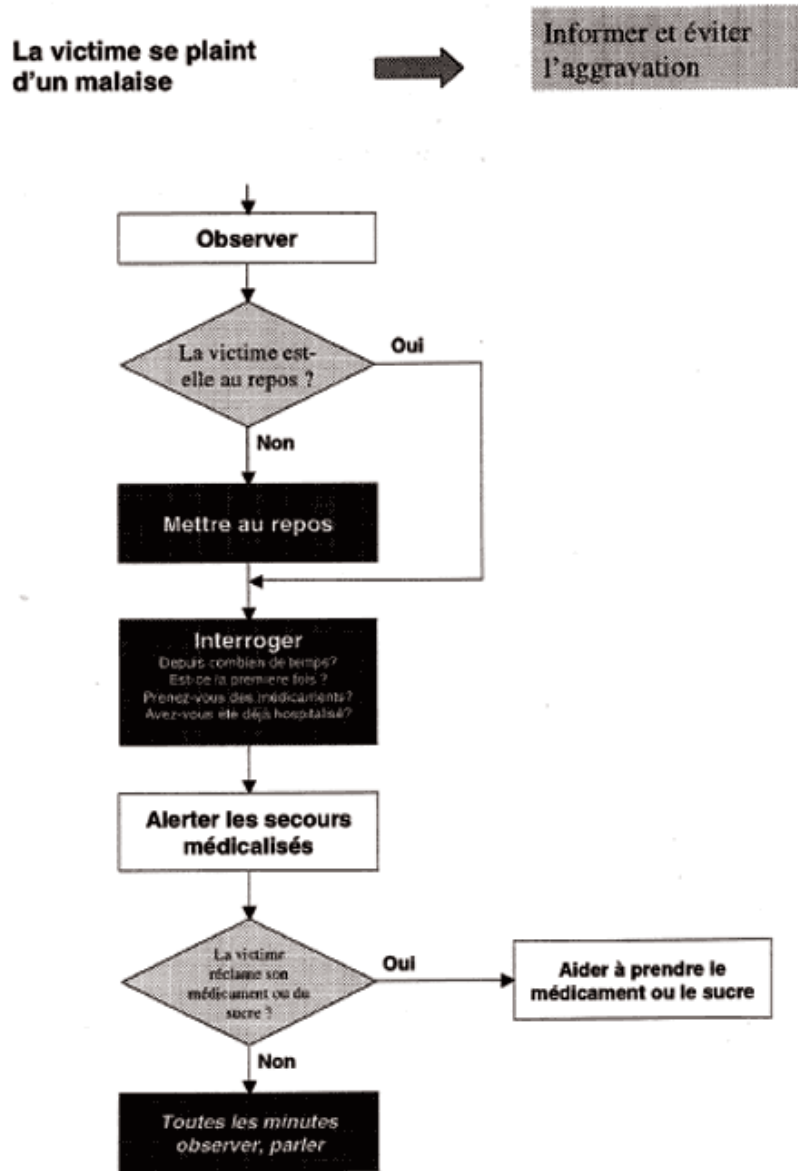 La victime se plaint
d'un malaise
Informer et éviter
l'aggravation
Observer
La victime est-
elle au repos ?
Oui
Non
Mettre au repos
Interroger
Depuis combien de temps?
Est-ce la premiere fois ?
Prenez-vous des médicaments?
Avez-vous été déjà hospitalisé?
Alerter les secours
médicalisés
La victime
réclame son
médicament ou du
sucre ?
Oui
Aider à prendre le
médicament ou le sucre
Non
Toutes les minutes
observer, parler